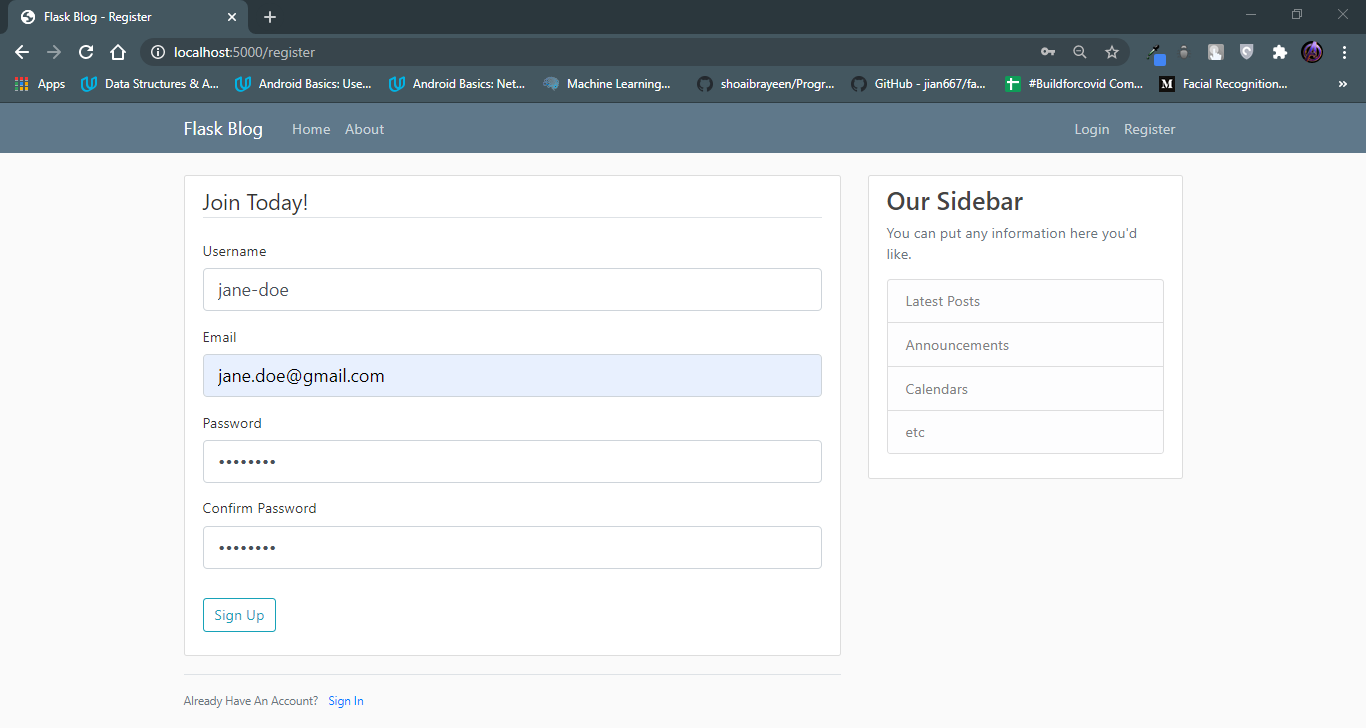 Flask Blog - Register
localhost:5000/register
Apps Data Structures & A... Android Basics: Use... Android Basics: Net... Machine Learning... shoaibrayeen/Progr... GitHub - jian667/fa... #Buildforcovid Com... M Facial Recognition... »
Flask Blog Home About Login Register
Join Today!
Username
jane-doe
Email
jane.doe@gmail.com
Password
••••••••
Confirm Password
••••••••
Sign Up
Already Have An Account? Sign In
Our Sidebar
You can put any information here you'd
like.
Latest Posts
Announcements
Calendars
etc